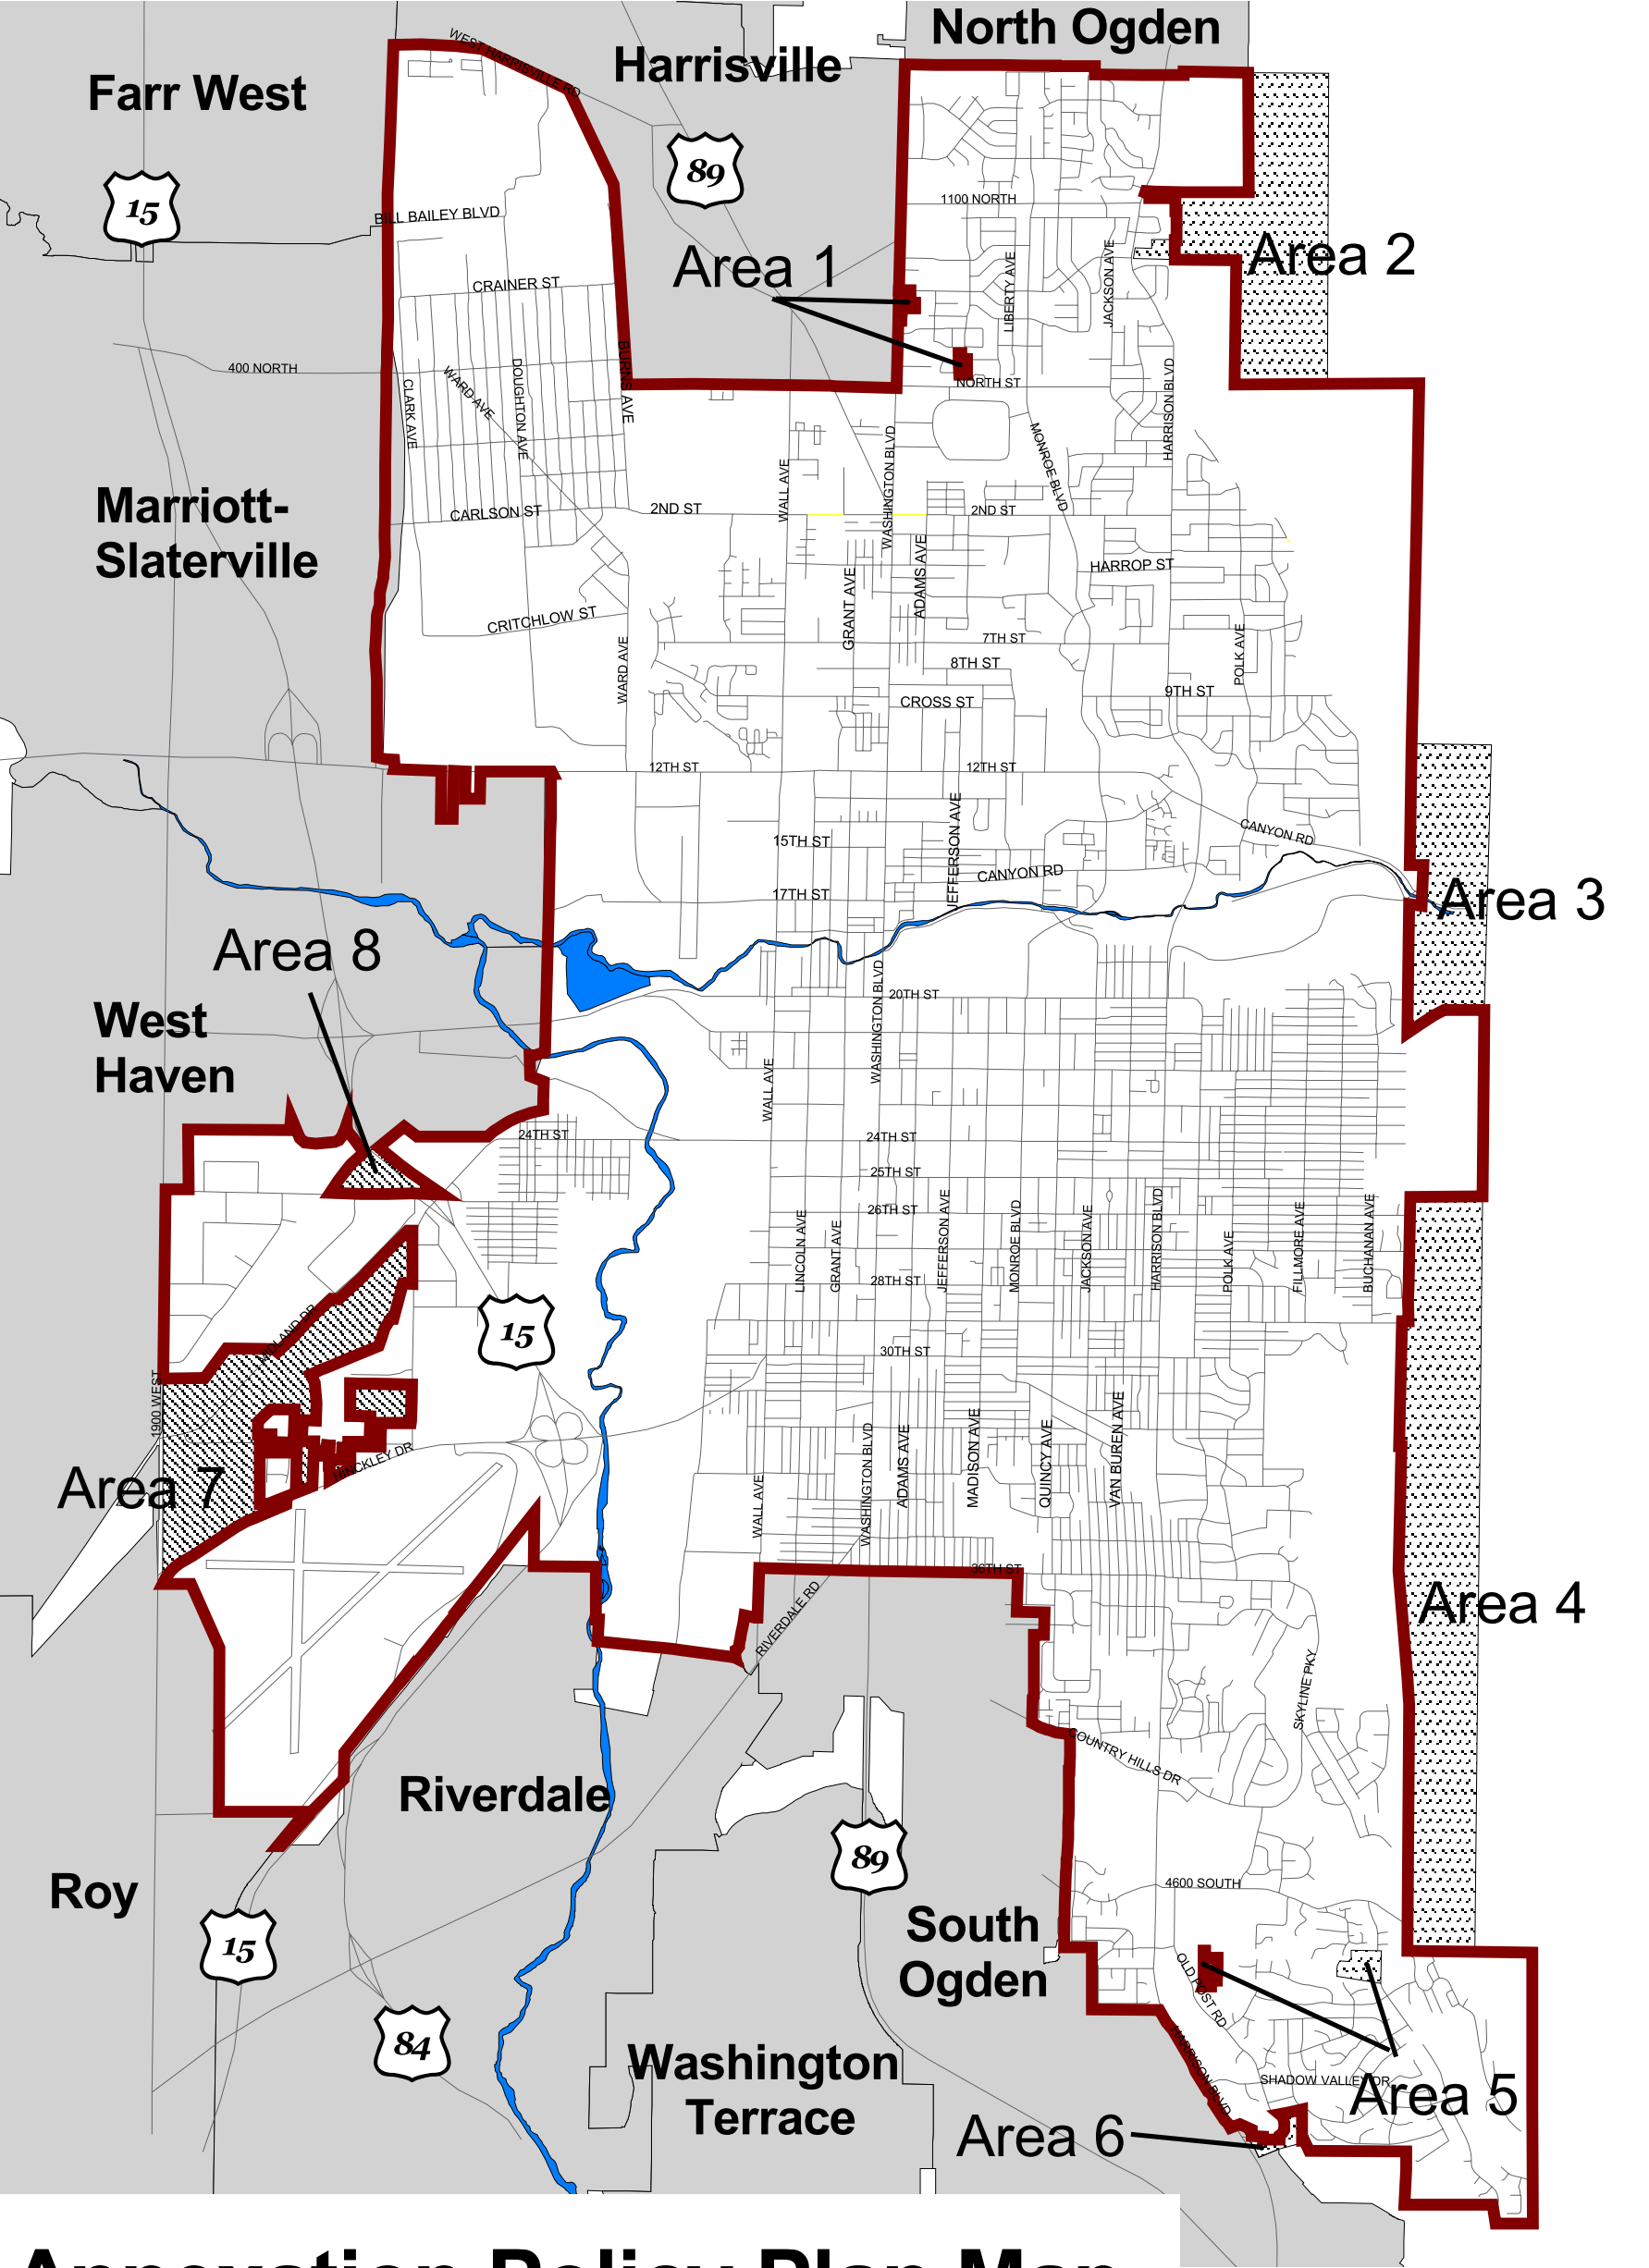 North Ogden
Harrisville
WEST HARRISVILLE RD
Farr West
89
15
1100 NORTH
BILL BAILEY BLVD
Area 1
Area 2
LIBERTY AVE
JACKSON AVE
CRAINER ST
BURNS AVE
400 NORTH
NORTH ST
CLARK AVE
WARD AVE
DOUGHTON AVE
HARRISON BLVD
MONROE BLVD
WASHINGTON BLVD
WALL AVE
Marriott-
Slaterville
CARLSON ST
2ND ST
2ND ST
HARROP ST
ADAMS AVE
GRANT AVE
CRITCHLOW ST
7TH ST
WARD AVE
POLK AVE
8TH ST
9TH ST
CROSS ST
12TH ST
12TH ST
JEFFERSON AVE
CANYON RD
15TH ST
CANYON RD
17TH ST
Area 3
Area 8
WASHINGTON BLVD
20TH ST
West
Haven
WALL AVE
24TH ST
24TH ST
25TH ST
26TH ST
LINCOLN AVE
GRANT AVE
JEFFERSON AVE
MONROE BLVD
JACKSON AVE
HARRISON BLVD
POLK AVE
FILLMORE AVE
BUCHANAN AVE
28TH ST
15
MIDLAND DR
30TH ST
1900 WEST
HINCKLEY DR
Area 7
WALL AVE
WASHINGTON BLVD
ADAMS AVE
MADISON AVE
QUINCY AVE
VAN BUREN AVE
36TH ST
Area 4
RIVERDALE RD
SKYLINE PKY
COUNTRY HILLS DR
Riverdale
89
Roy
4600 SOUTH
South
Ogden
15
OLD POST RD
84
HARRISON BLVD
Washington
Terrace
SHADOW VALLEY DR
Area 5
Area 6
Annexation Policy Plan Map